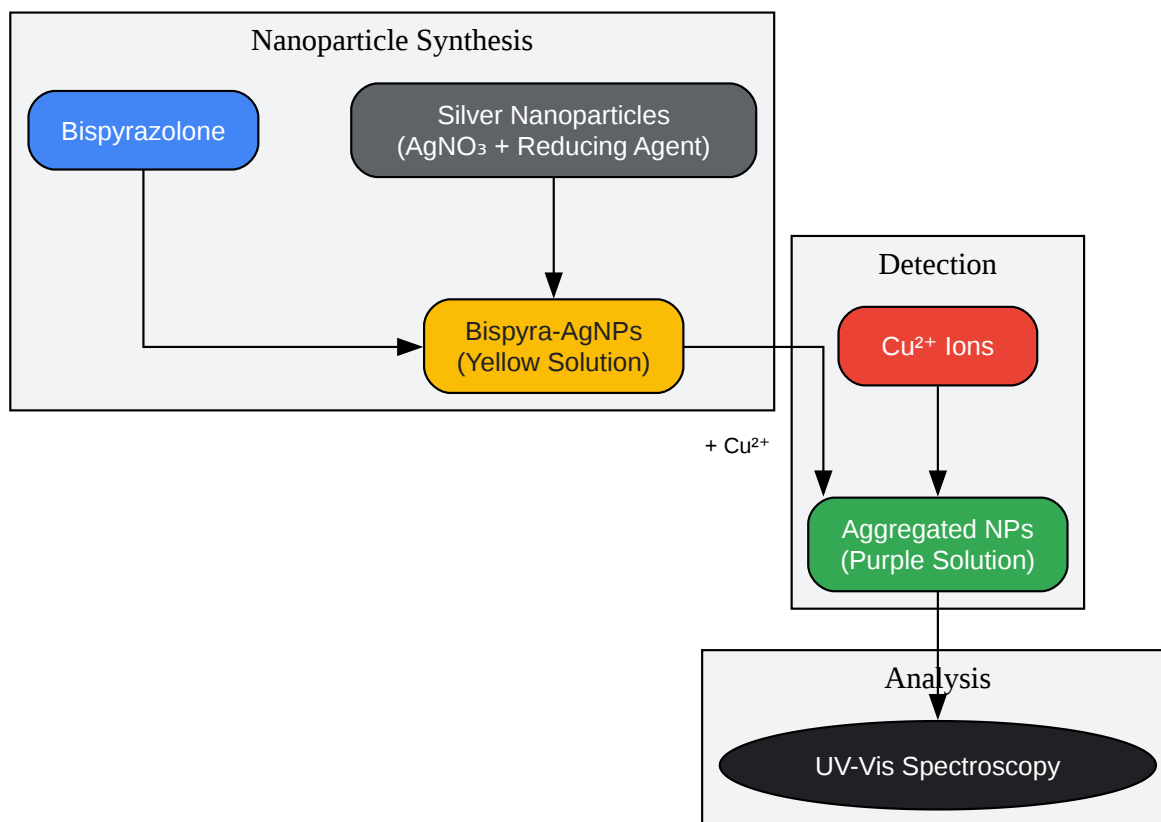 Nanoparticle Synthesis
Bispyrazolone
Silver Nanoparticles
(AgNO₃ + Reducing Agent)
Bispyra-AgNPs
(Yellow Solution)
+ Cu²⁺
Detection
Cu²⁺ Ions
Aggregated NPs
(Purple Solution)
Analysis
UV-Vis Spectroscopy